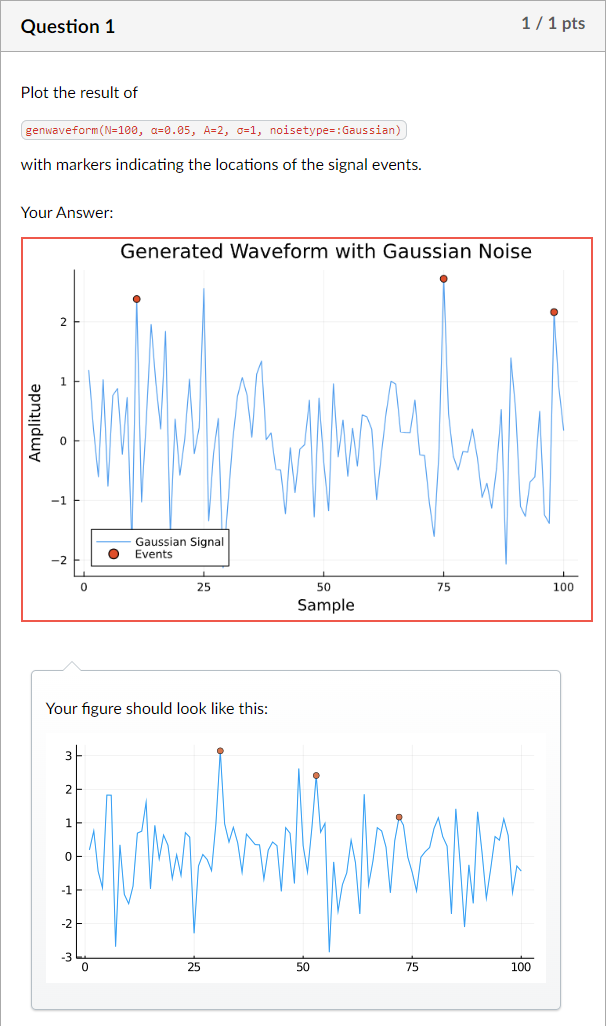 Question 1
1 / 1 pts
Plot the result of
genwaveform(N=100, α=0.05, A=2, σ=1, noisetype=:Gaussian)
with markers indicating the locations of the signal events.
Your Answer:
Generated Waveform with Gaussian Noise
Amplitude
2
1
0
−1
−2
Gaussian Signal
Events
0 25 50 75 100
Sample
Your figure should look like this:
3
2
1
0
-1
-2
-3
0 25 50 75 100